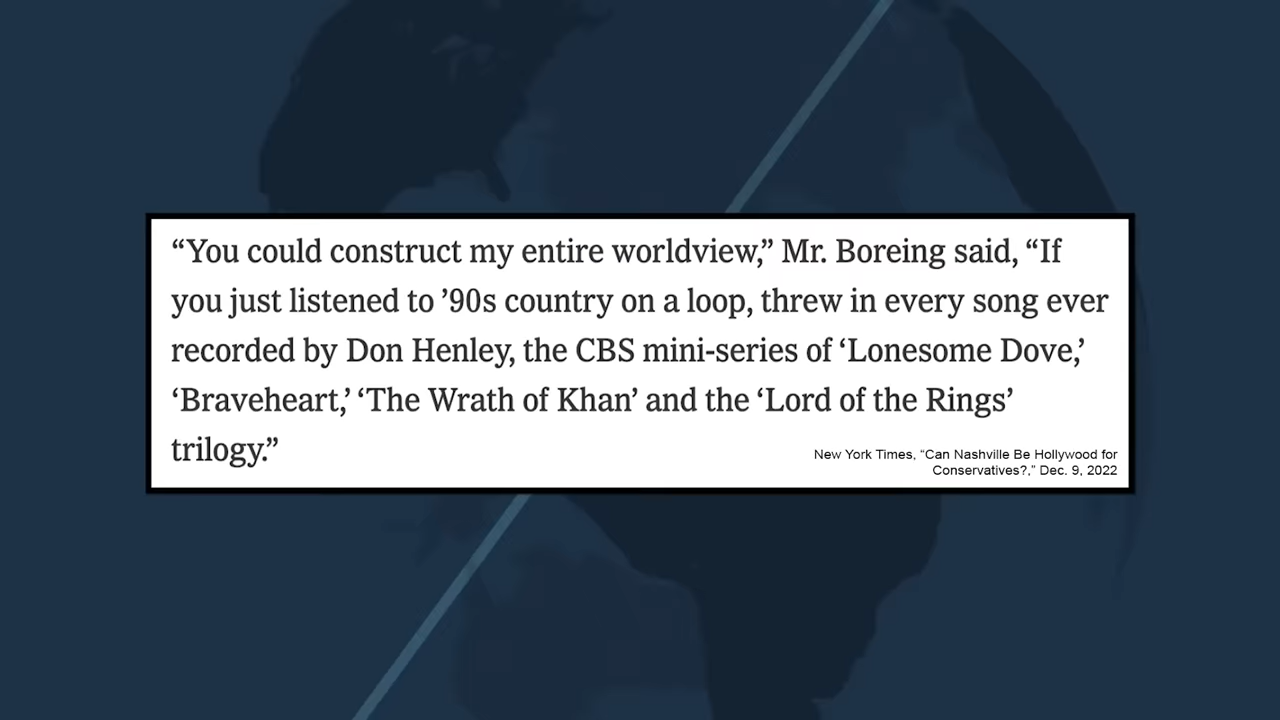 “You could construct my entire worldview,” Mr. Boreing said, “If
you just listened to ’90s country on a loop, threw in every song ever
recorded by Don Henley, the CBS mini-series of ‘Lonesome Dove,’
‘Braveheart,’ ‘The Wrath of Khan’ and the ‘Lord of the Rings’
trilogy.”
New York Times, “Can Nashville Be Hollywood for
Conservatives?,” Dec. 9, 2022